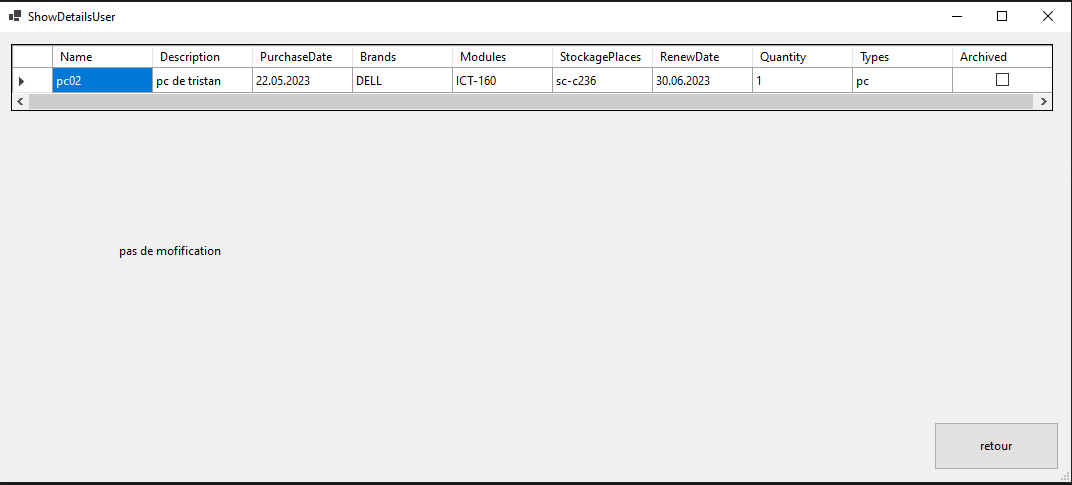 ShowDetailsUser
Name Description PurchaseDate Brands Modules StockagePlaces RenewDate Quantity Types Archived
pc02 pc de tristan 22.05.2023 DELL ICT-160 sc-c236 30.06.2023 1 pc
pas de mofification
retour